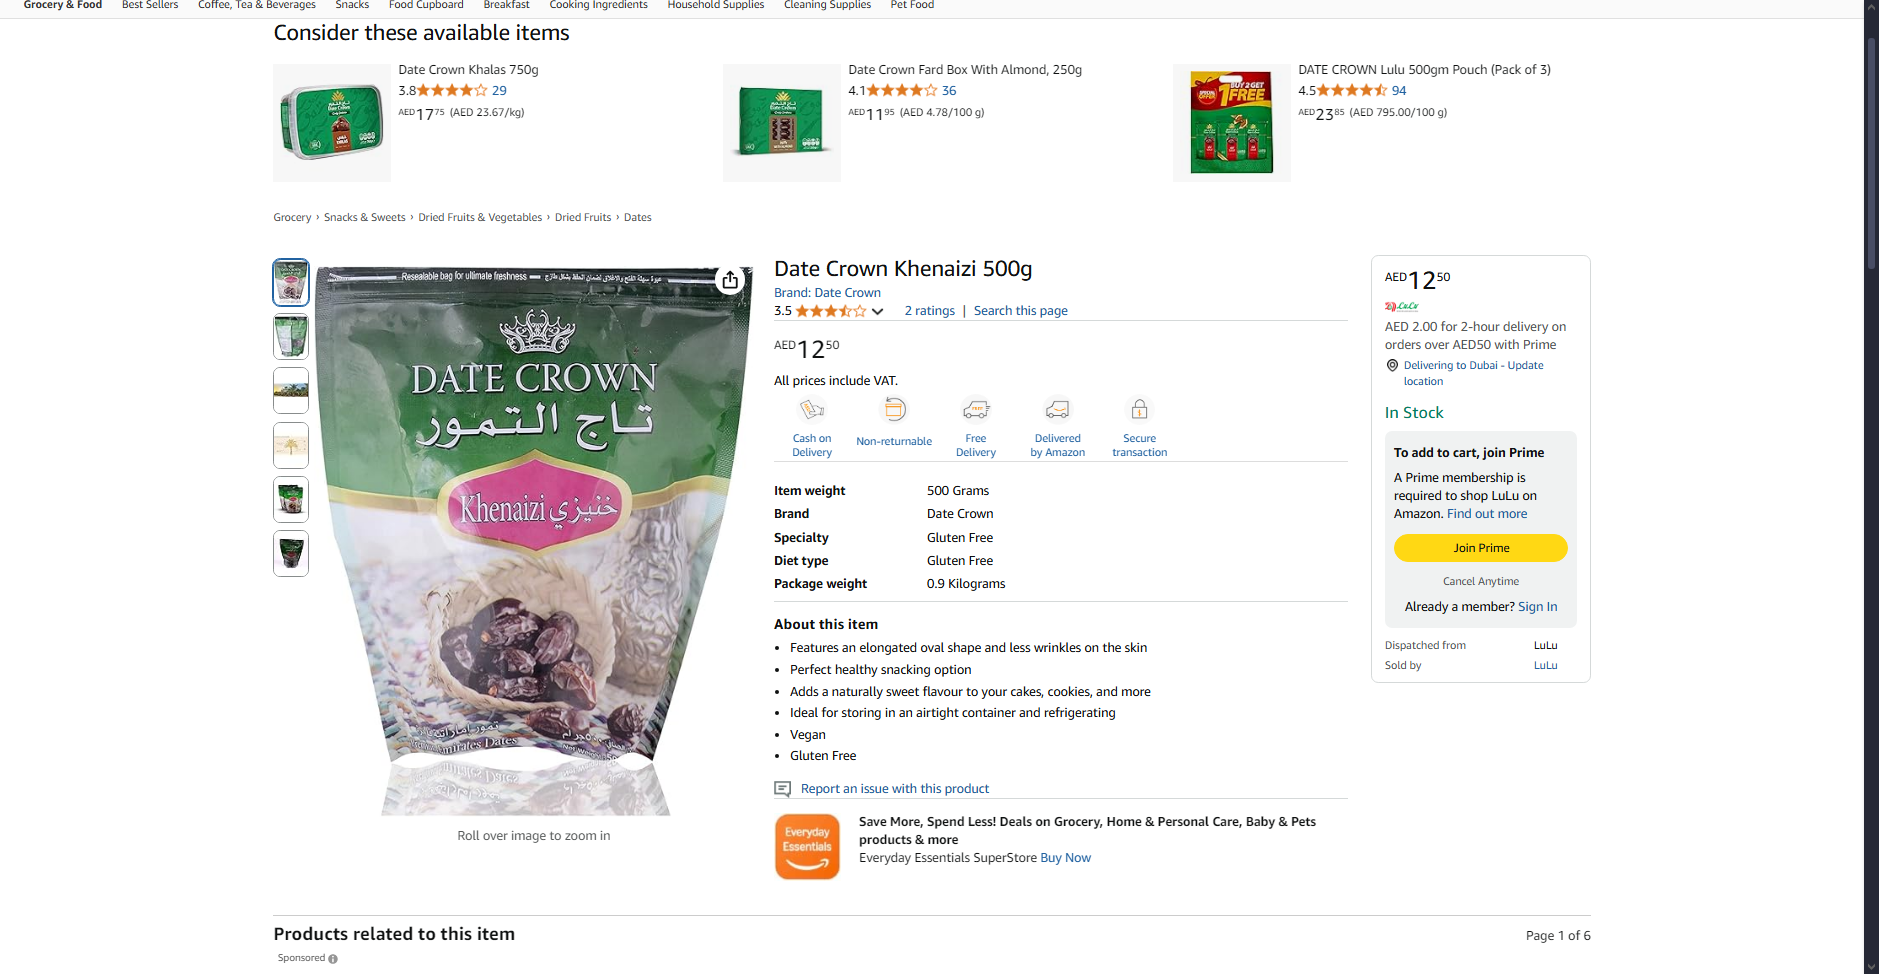 Grocery & Food Best Sellers Coffee, Tea & Beverages Snacks Food Cupboard Breakfast Cooking Ingredients Household Supplies Cleaning Supplies Pet Food
Consider these available items
Date Crown Khalas 750g
3.8 29
AED17 75 (AED 23.67/kg)
Date Crown Fard Box With Almond, 250g
4.1 36
AED11 95 (AED 4.78/100 g)
BUY 2 GET
1 FREE
DATE CROWN Lulu 500gm Pouch (Pack of 3)
4.5 94
AED23 85 (AED 795.00/100 g)
Grocery › Snacks & Sweets › Dried Fruits & Vegetables › Dried Fruits › Dates
Resealable bag for ultimate freshness
DATE CROWN
تاج التمور
Khenaizi خنيزي
Emirates Dates
Roll over image to zoom in
Date Crown Khenaizi 500g
Brand: Date Crown
3.5 2 ratings | Search this page
AED12 50
All prices include VAT.
Cash on Delivery
Non-returnable
Free Delivery
Delivered by Amazon
Secure transaction
Item weight 500 Grams
Brand Date Crown
Specialty Gluten Free
Diet type Gluten Free
Package weight 0.9 Kilograms
About this item
• Features an elongated oval shape and less wrinkles on the skin
• Perfect healthy snacking option
• Adds a naturally sweet flavour to your cakes, cookies, and more
• Ideal for storing in an airtight container and refrigerating
• Vegan
• Gluten Free
Report an issue with this product
Everyday
Essentials
Save More, Spend Less! Deals on Grocery, Home & Personal Care, Baby & Pets
products & more
Everyday Essentials SuperStore Buy Now
AED12 50
LuLu
AED 2.00 for 2-hour delivery on
orders over AED50 with Prime
Delivering to Dubai - Update
location
In Stock
To add to cart, join Prime
A Prime membership is
required to shop LuLu on
Amazon. Find out more
Join Prime
Cancel Anytime
Already a member? Sign In
Dispatched from LuLu
Sold by LuLu
Products related to this item
Page 1 of 6
Sponsored